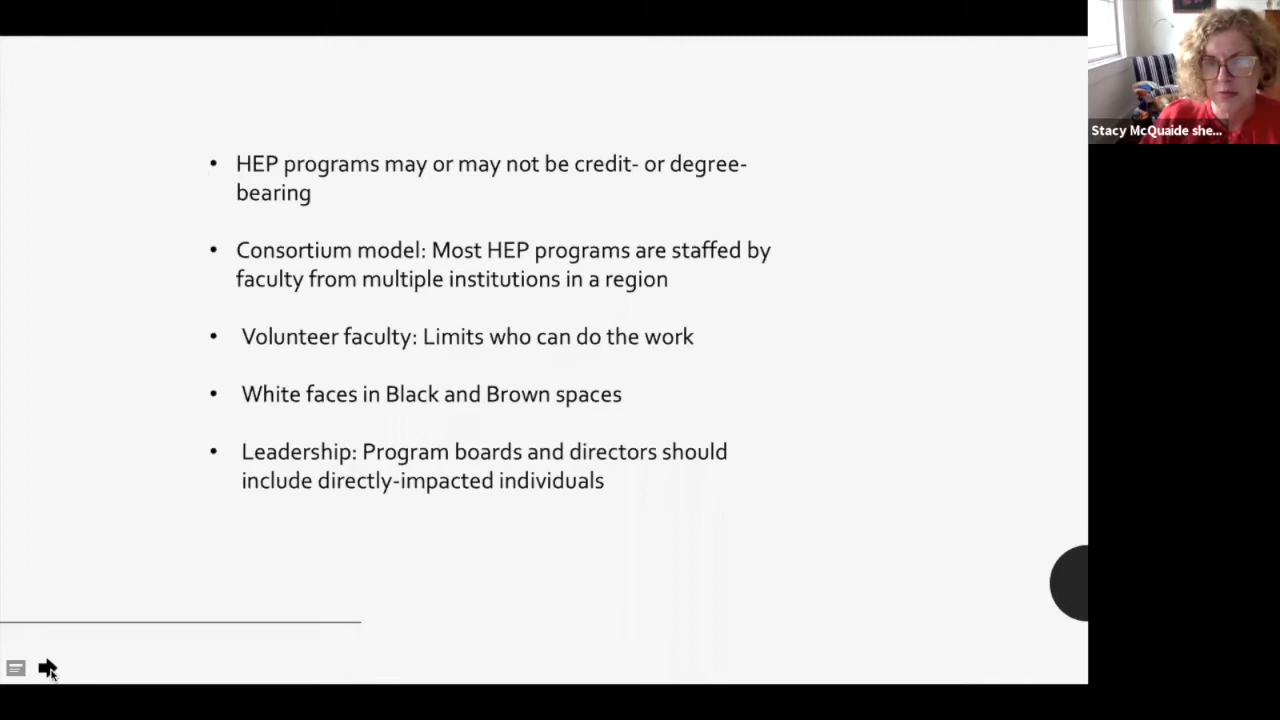 • HEP programs may or may not be credit- or degree-
bearing
• Consortium model: Most HEP programs are staffed by
faculty from multiple institutions in a region
• Volunteer faculty: Limits who can do the work
• White faces in Black and Brown spaces
• Leadership: Program boards and directors should
include directly-impacted individuals
Stacy McQuaide she...